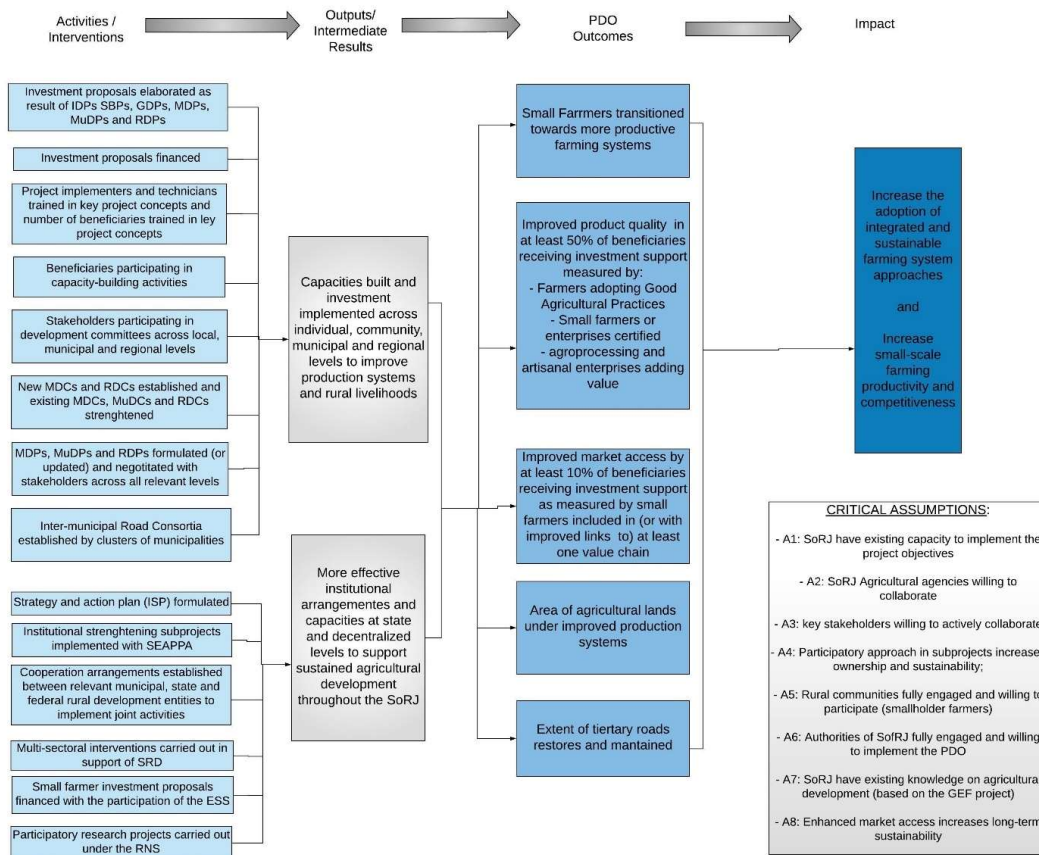 Activities /
Interventions
Outputs/
Intermediate
Results
PDO
Outcomes
Impact
Investment proposals elaborated as
result of IDPs SBPs, GDPs, MDPs,
MuDPs and RDPs
Investment proposals financed
Project implementers and technicians
trained in key project concepts and
number of beneficiaries trained in ley
project concepts
Beneficiaries participating in
capacity-building activities
Stakeholders participating in
development committees across local,
municipal and regional levels
New MDCs and RDCs established and
existing MDCs, MuDCs and RDCs
strenghtened
MDPs, MuDPs and RDPs formulated (or
updated) and negotitated with
stakeholders across all relevant levels
Inter-municipal Road Consortia
established by clusters of municipalities
Strategy and action plan (ISP) formulated
Institutional strenghtening subprojects
implemented with SEAPPA
Cooperation arrangements established
between relevant municipal, state and
federal rural development entities to
implement joint activities
Multi-sectoral interventions carried out in
support of SRD
Small farmer investment proposals
financed with the participation of the ESS
Participatory research projects carried out
under the RNS
Capacities built and
investment
implemented across
individual, community,
municipal and regional
levels to improve
production systems
and rural livelihoods
More effective
institutional
arrangementes and
capacities at state and
decentralized
levels to support
sustained agricultural
development
throughout the SoRJ
Small Farrmers transitioned
towards more productive
farming systems
Improved product quality in
at least 50% of beneficiaries
receiving investment support
measured by:
- Farmers adopting Good
Agricultural Practices
- Small farmers or
enterprises certified
- agroprocessing and
artisanal enterprises adding
value
Improved market access by
at least 10% of beneficiaries
receiving investment support
as measured by small
farmers included in (or with
improved links to) at least
one value chain
Area of agricultural lands
under improved production
systems
Extent of tertiary roads
restores and mantained
Increase the
adoption of
integrated and
sustainable
farming system
approaches
and
Increase
small-scale
farming
productivity and
competitiveness
CRITICAL ASSUMPTIONS:
- A1: SoRJ have existing capacity to implement the
project objectives
- A2: SoRJ Agricultural agencies willing to
collaborate
- A3: key stakeholders willing to actively collaborate
- A4: Participatory approach in subprojects increase
ownership and sustainability;
- A5: Rural communities fully engaged and willing to
participate (smallholder farmers)
- A6: Authorities of SofRJ fully engaged and willing
to implement the PDO
- A7: SoRJ have existing knowledge on agricultural
development (based on the GEF project)
- A8: Enhanced market access increases long-term
sustainability